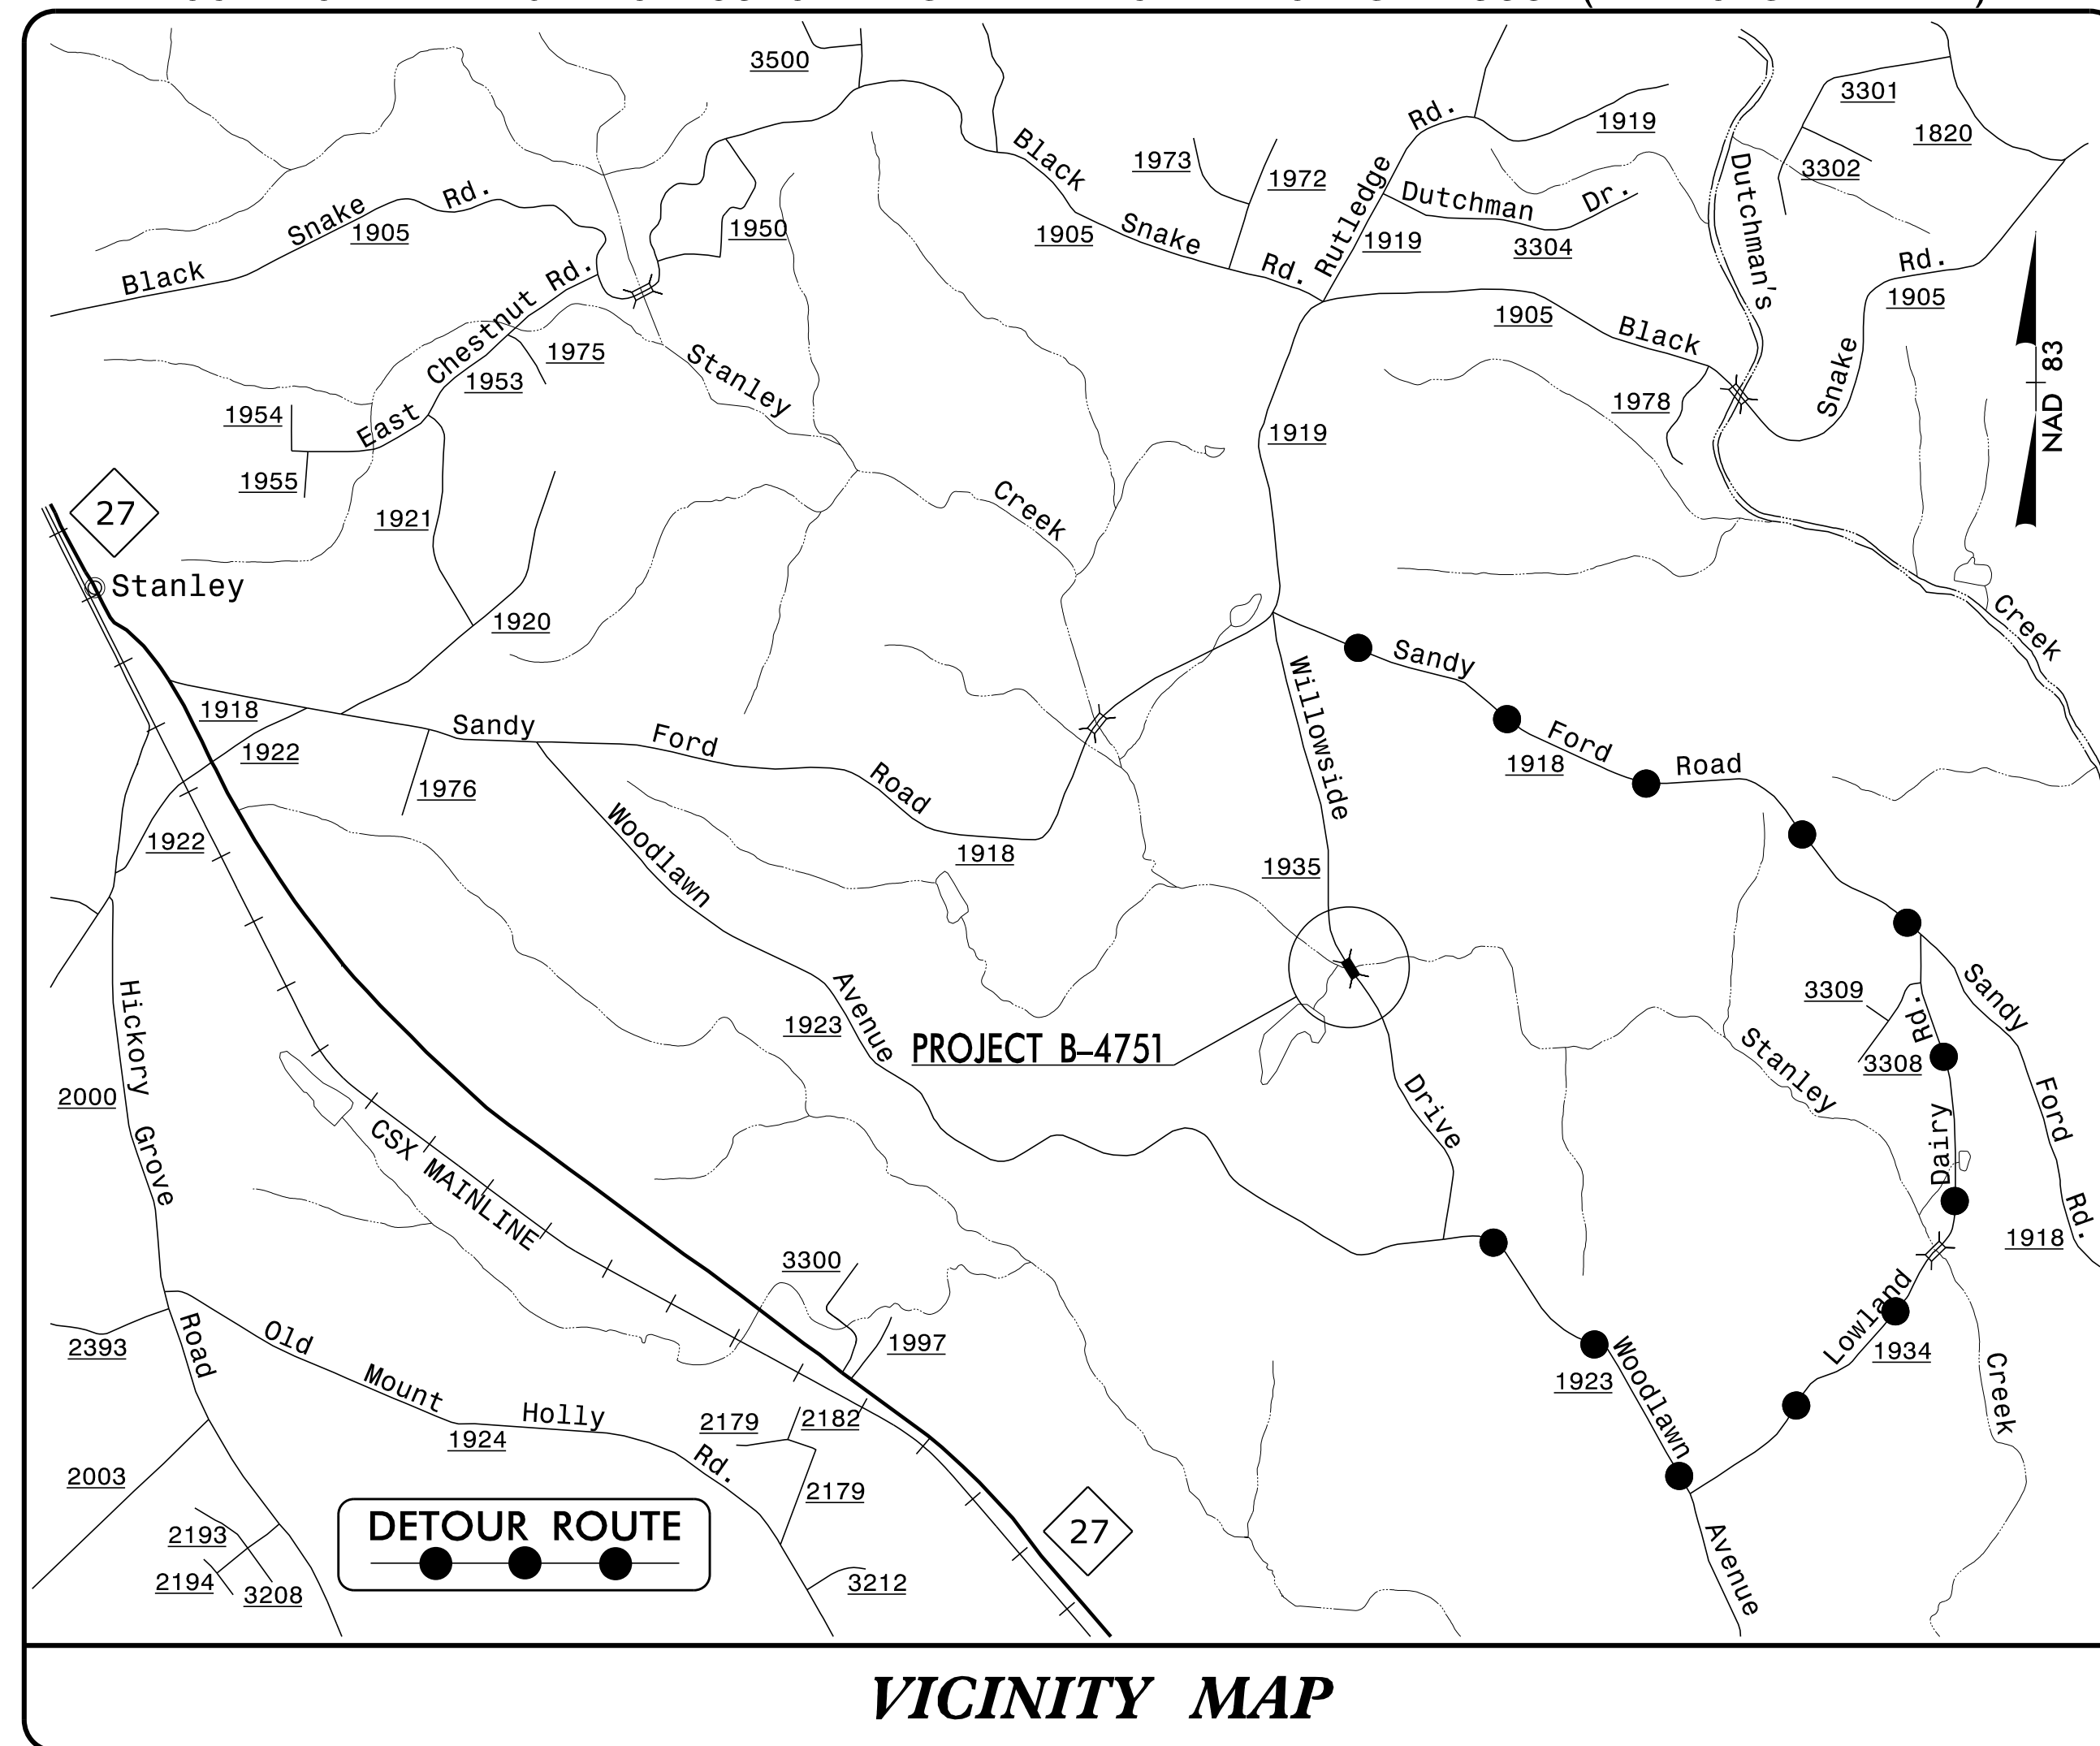 3500
3301
1820
3302
Rd.
1919
Black
1973
1972
Rutledge
Dutchman Dr.
1919
3304
Dutchman's
Snake Rd.
1905
Black
1950
1905
Snake
Rd.
Rd.
1905
1905
Black
Snake
NAD 83
East Chestnut Rd.
1975
1953
Stanley
1954
1955
1978
1919
27
1921
Creek
Stanley
1920
Creek
1918
1922
Sandy Ford Road
1976
1922
1918
Willowside
Sandy Ford Road
1918
Woodlawn
1935
Avenue
1923
PROJECT B–4751
Drive
3309
Rd.
3308
Sandy Ford Rd.
Stanley
Dairy
1918
Hickory Grove
2000
CSX MAINLINE
3300
1997
Lowland
1934
Creek
2393
Road
Old Mount Holly
1924
Rd.
2179
2182
2179
1923
Woodlawn
Avenue
2003
2193
2194
3208
DETOUR ROUTE
3212
27
VICINITY MAP